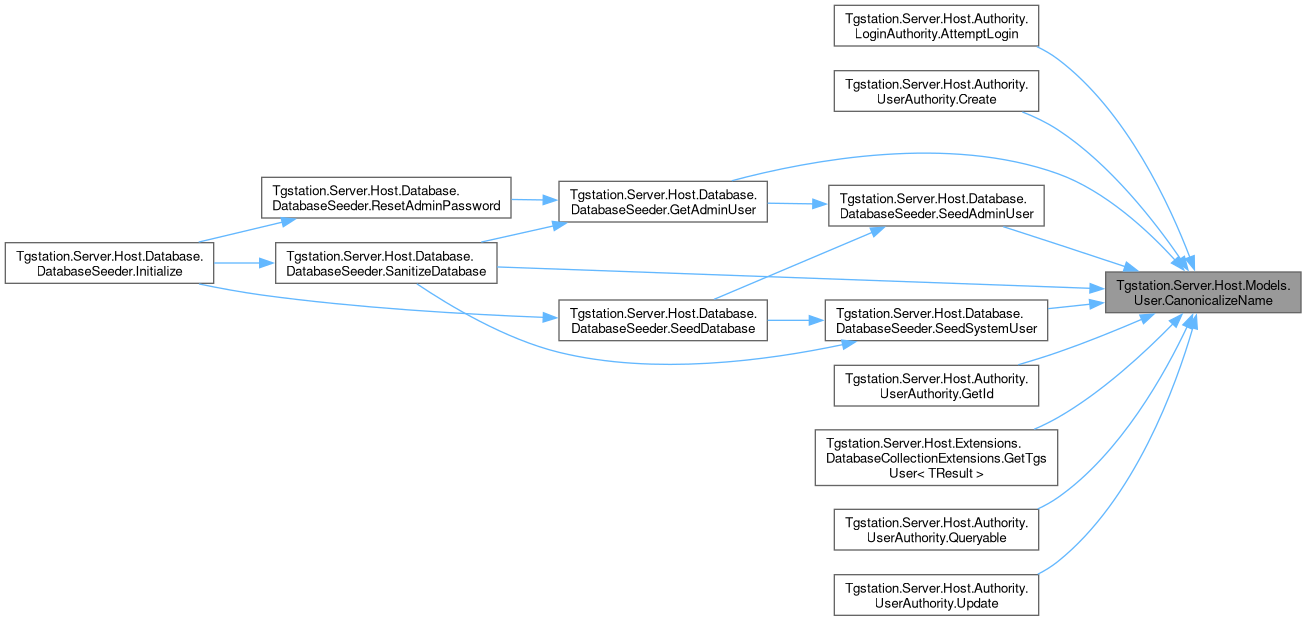 Tgstation.Server.Host.Authority.
LoginAuthority.AttemptLogin
Tgstation.Server.Host.Authority.
UserAuthority.Create
Tgstation.Server.Host.Database.
DatabaseSeeder.ResetAdminPassword
Tgstation.Server.Host.Database.
DatabaseSeeder.GetAdminUser
Tgstation.Server.Host.Database.
DatabaseSeeder.SeedAdminUser
Tgstation.Server.Host.Database.
DatabaseSeeder.Initialize
Tgstation.Server.Host.Database.
DatabaseSeeder.SanitizeDatabase
Tgstation.Server.Host.Models.
User.CanonicalizeName
Tgstation.Server.Host.Database.
DatabaseSeeder.SeedDatabase
Tgstation.Server.Host.Database.
DatabaseSeeder.SeedSystemUser
Tgstation.Server.Host.Authority.
UserAuthority.GetId
Tgstation.Server.Host.Extensions.
DatabaseCollectionExtensions.GetTgs
User< TResult >
Tgstation.Server.Host.Authority.
UserAuthority.Queryable
Tgstation.Server.Host.Authority.
UserAuthority.Update